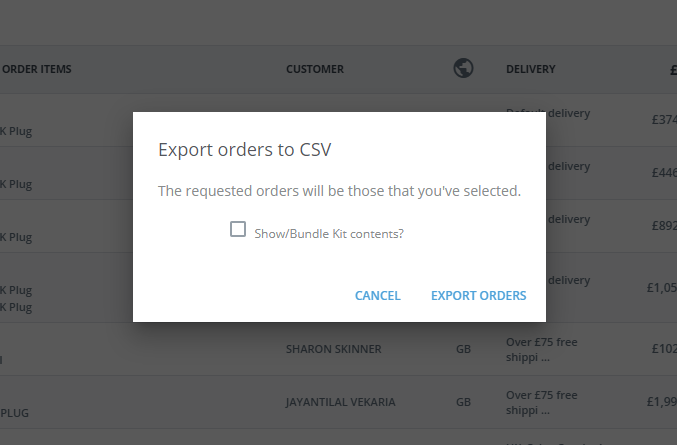 ORDER ITEMS CUSTOMER DELIVERY £
Default delivery
K Plug £374
delivery
K Plug £446
delivery
K Plug £892
delivery
K Plug £1,05
K Plug
Export orders to CSV
The requested orders will be those that you've selected.
Show/Bundle Kit contents?
CANCEL EXPORT ORDERS
SHARON SKINNER GB Over £75 free £102
shippi ...
JAYANTILAL VEKARIA GB Over £75 free £1,99
PLUG shippi ...